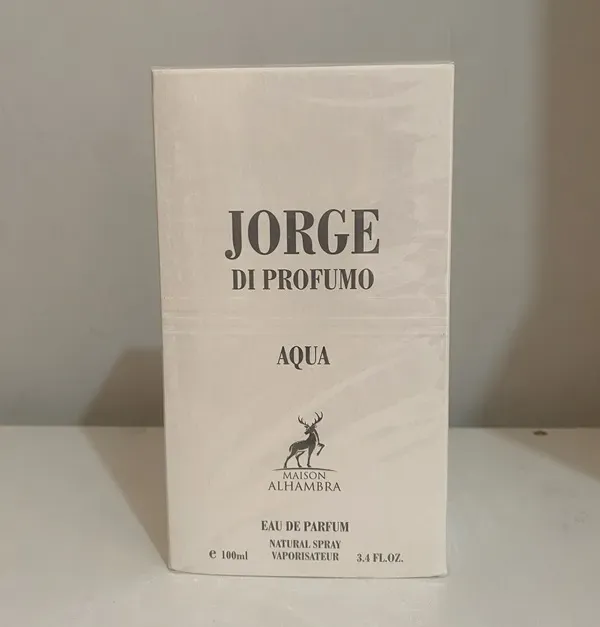 JORGE
DI PROFUMO
AQUA
MAISON
ALHAMBRA
EAU DE PARFUM
NATURAL SPRAY
e 100ml VAPORISATEUR 3.4 FL.OZ.